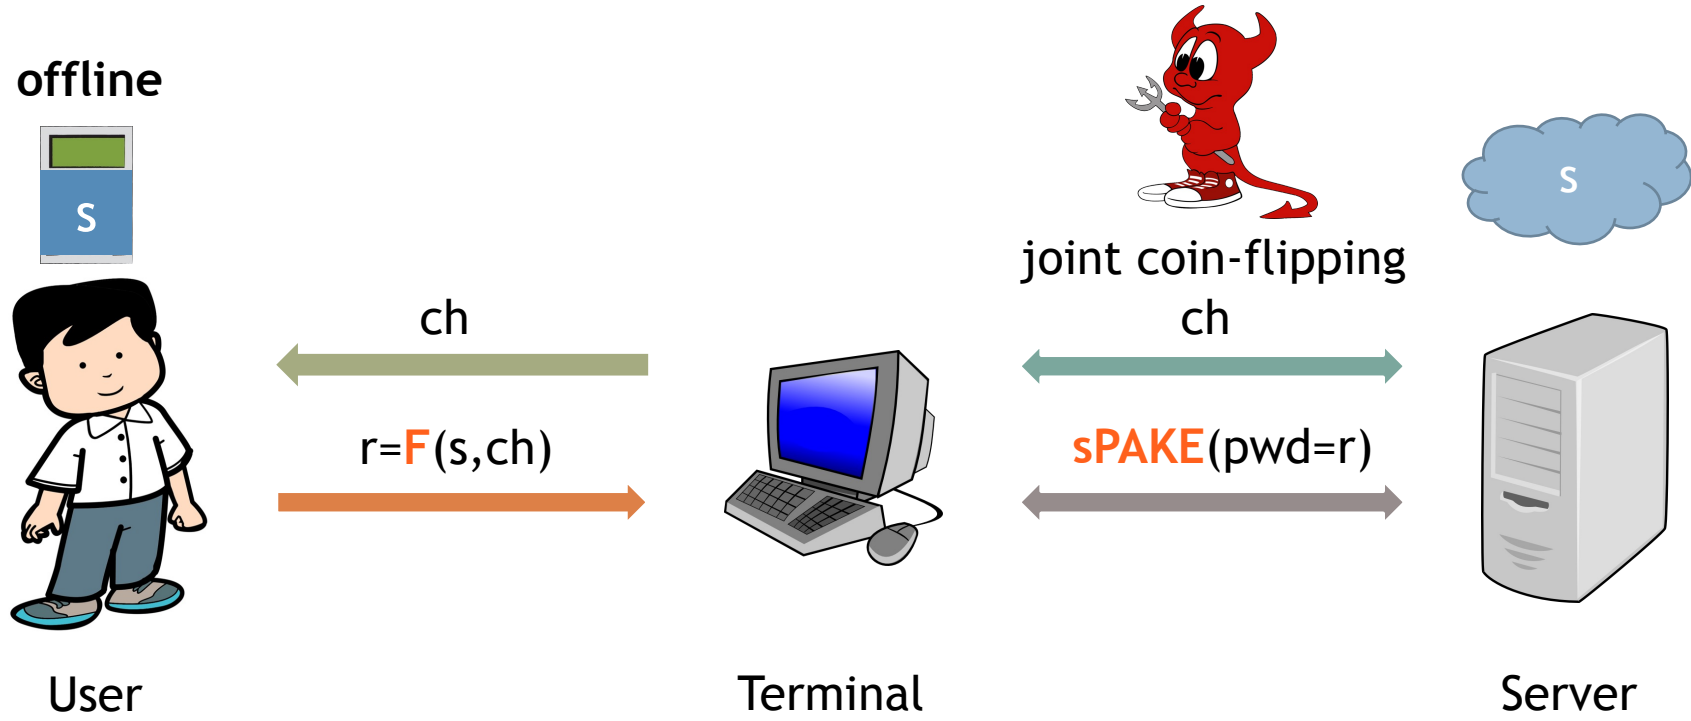 offline
S
joint coin-flipping
s
ch
ch
r=F(s,ch)
sPAKE(pwd=r)
User
Terminal
Server